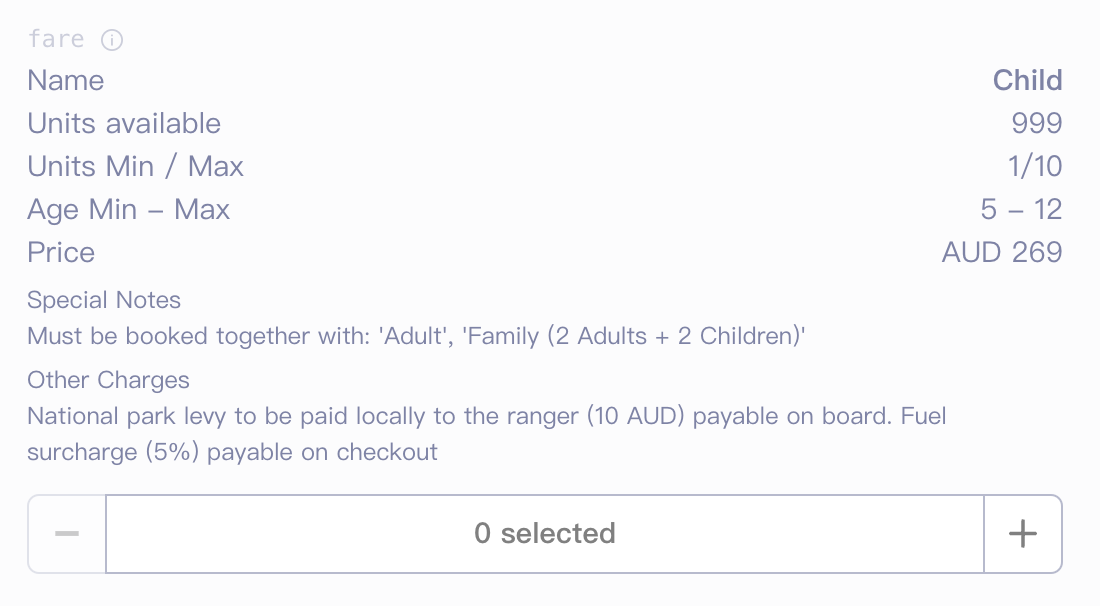 fare
Name Child
Units available 999
Units Min / Max 1/10
Age Min – Max 5 – 12
Price AUD 269
Special Notes
Must be booked together with: 'Adult', 'Family (2 Adults + 2 Children)'
Other Charges
National park levy to be paid locally to the ranger (10 AUD) payable on board. Fuel
surcharge (5%) payable on checkout
0 selected